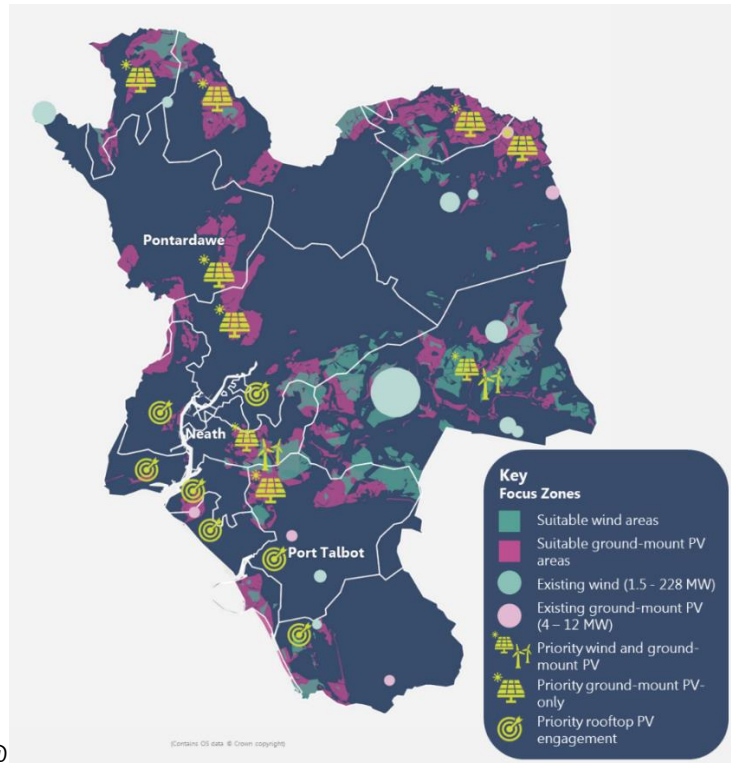 Pontardawe
Neath
Port Talbot
Key
Focus Zones
Suitable wind areas
Suitable ground-mount PV
areas
Existing wind (1.5 - 228 MW)
Existing ground-mount PV
(4 – 12 MW)
Priority wind and ground-
mount PV
Priority ground-mount PV-
only
Priority rooftop PV
engagement
(Contains OS data © Crown copyright)